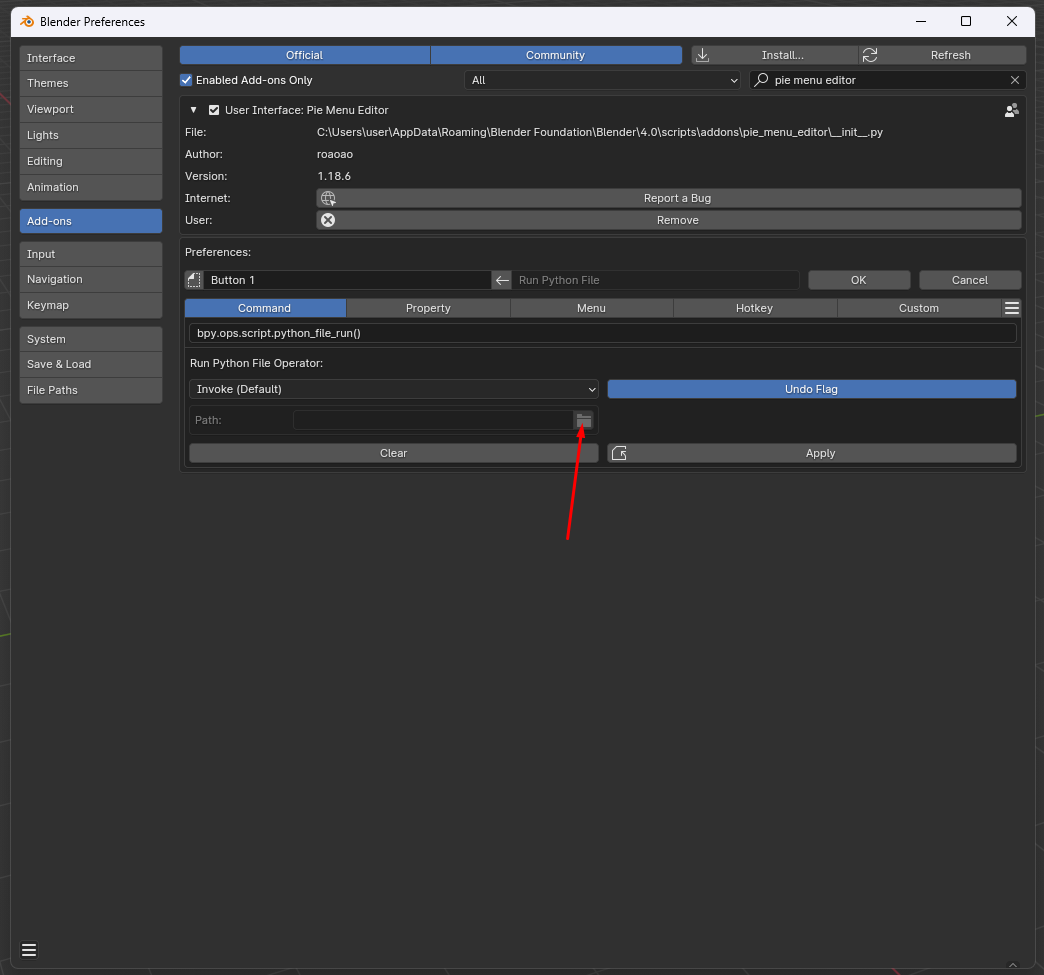 Blender Preferences
Interface
Themes
Viewport
Lights
Editing
Animation
Add-ons
Input
Navigation
Keymap
System
Save & Load
File Paths
Official Community Install... Refresh
Enabled Add-ons Only All pie menu editor
User Interface: Pie Menu Editor
File: C:\Users\user\AppData\Roaming\Blender Foundation\Blender\4.0\scripts\addons\pie_menu_editor\__init__.py
Author: roaoao
Version: 1.18.6
Internet: Report a Bug
User: Remove
Preferences:
Button 1 Run Python File OK Cancel
Command Property Menu Hotkey Custom
bpy.ops.script.python_file_run()
Run Python File Operator:
Invoke (Default) Undo Flag
Path:
Clear Apply